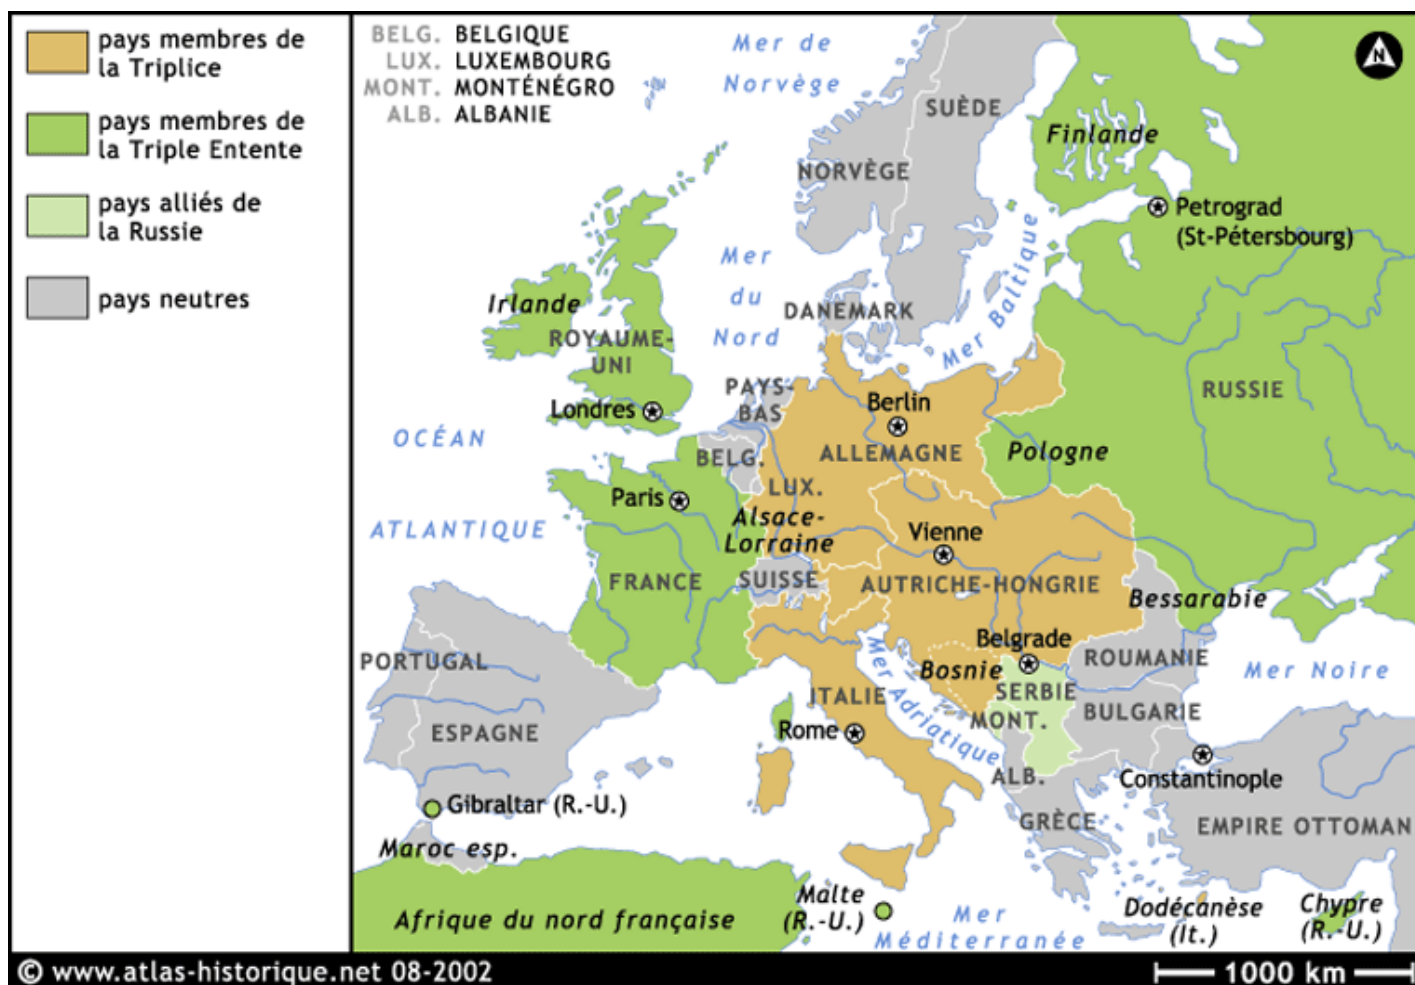 pays membres de
la Triplice
pays membres de
la Triple Entente
pays alliés de
la Russie
pays neutres
BELG. BELGIQUE
LUX. LUXEMBOURG
MONT. MONTÉNÉGRO
ALB. ALBANIE
Mer de
Norvège
N
SUÈDE
Finlande
NORVÈGE
Petrograd
(St-Pétersbourg)
Mer
du
Nord
Mer Baltique
Irlande
DANEMARK
ROYAUME-
UNI
PAYS-
BAS
RUSSIE
Londres
Berlin
OCÉAN
ATLANTIQUE
BELG.
ALLEMAGNE
Pologne
LUX.
Paris
Alsace-
Lorraine
Vienne
FRANCE
SUISSE
AUTRICHE-HONGRIE
Bessarabie
Belgrade
PORTUGAL
Mer Adriatique
Bosnie
ROUMANIE
Mer Noire
ITALIE
SERBIE
MONT.
BULGARIE
ESPAGNE
Rome
ALB.
Constantinople
Gibraltar (R.-U.)
GRÈCE
EMPIRE OTTOMAN
Maroc esp.
Afrique du nord française
Malte
(R.-U.)
Mer
Méditerranée
Dodécanèse
(It.)
Chypre
(R.-U.)
© www.atlas-historique.net 08-2002
1000 km